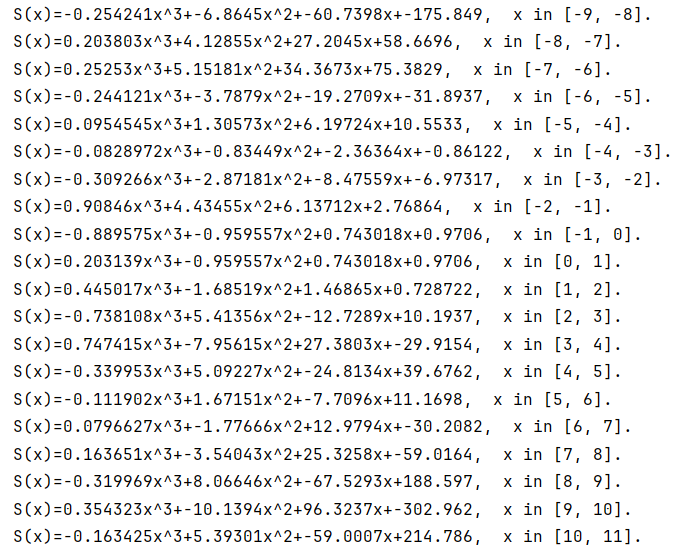 S(x)=-0.254241x^3+-6.8645x^2+-60.7398x+-175.849,  x in [-9, -8].
S(x)=0.203803x^3+4.12855x^2+27.2045x+58.6696,  x in [-8, -7].
S(x)=0.25253x^3+5.15181x^2+34.3673x+75.3829,  x in [-7, -6].
S(x)=-0.244121x^3+-3.7879x^2+-19.2709x+-31.8937,  x in [-6, -5].
S(x)=0.0954545x^3+1.30573x^2+6.19724x+10.5533,  x in [-5, -4].
S(x)=-0.0828972x^3+-0.83449x^2+-2.36364x+-0.86122,  x in [-4, -3].
S(x)=-0.309266x^3+-2.87181x^2+-8.47559x+-6.97317,  x in [-3, -2].
S(x)=0.90846x^3+4.43455x^2+6.13712x+2.76864,  x in [-2, -1].
S(x)=-0.889575x^3+-0.959557x^2+0.743018x+0.9706,  x in [-1, 0].
S(x)=0.203139x^3+-0.959557x^2+0.743018x+0.9706,  x in [0, 1].
S(x)=0.445017x^3+-1.68519x^2+1.46865x+0.728722,  x in [1, 2].
S(x)=-0.738108x^3+5.41356x^2+-12.7289x+10.1937,  x in [2, 3].
S(x)=0.747415x^3+-7.95615x^2+27.3803x+-29.9154,  x in [3, 4].
S(x)=-0.339953x^3+5.09227x^2+-24.8134x+39.6762,  x in [4, 5].
S(x)=-0.111902x^3+1.67151x^2+-7.7096x+11.1698,  x in [5, 6].
S(x)=0.0796627x^3+-1.77666x^2+12.9794x+-30.2082,  x in [6, 7].
S(x)=0.163651x^3+-3.54043x^2+25.3258x+-59.0164,  x in [7, 8].
S(x)=-0.319969x^3+8.06646x^2+-67.5293x+188.597,  x in [8, 9].
S(x)=0.354323x^3+-10.1394x^2+96.3237x+-302.962,  x in [9, 10].
S(x)=-0.163425x^3+5.39301x^2+-59.0007x+214.786,  x in [10, 11].